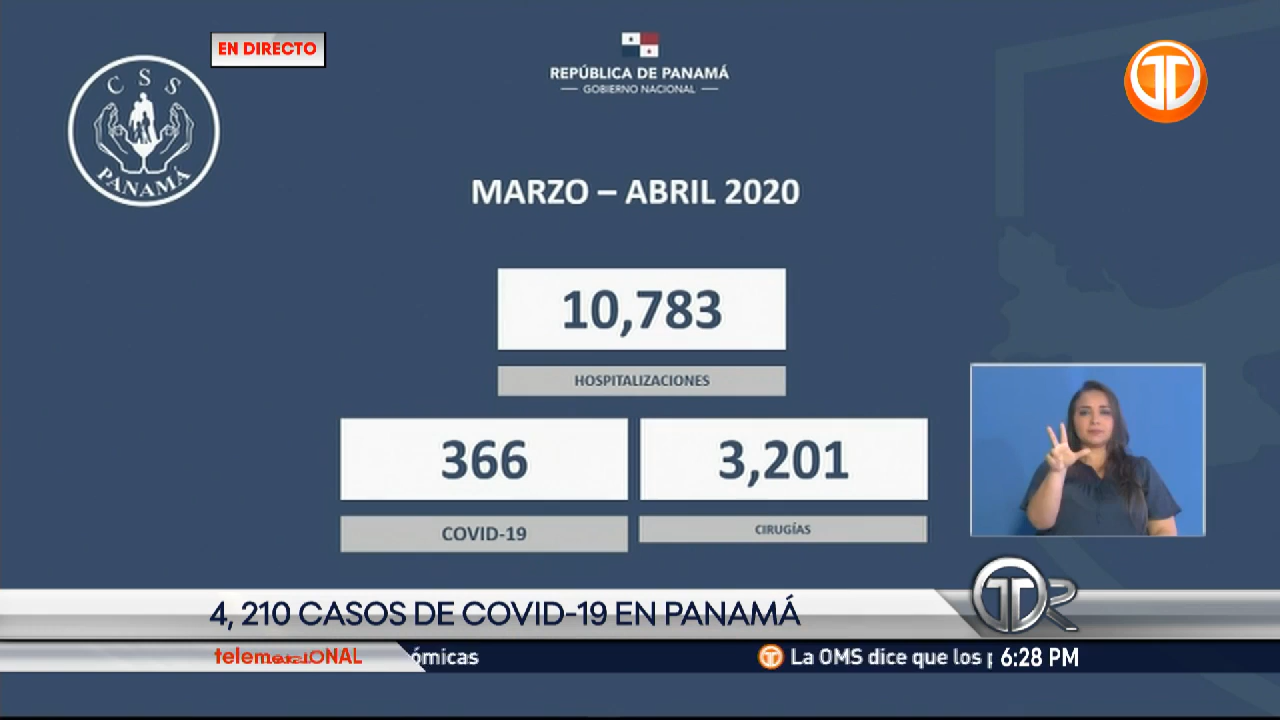 EN DIRECTO
CSS
PANAMÁ
REPÚBLICA DE PANAMÁ
GOBIERNO NACIONAL
MARZO – ABRIL 2020
10,783
HOSPITALIZACIONES
366
3,201
COVID-19
CIRUGÍAS
4, 210 CASOS DE COVID-19 EN PANAMÁ
ómicas
La OMS dice que los
6:28 PM